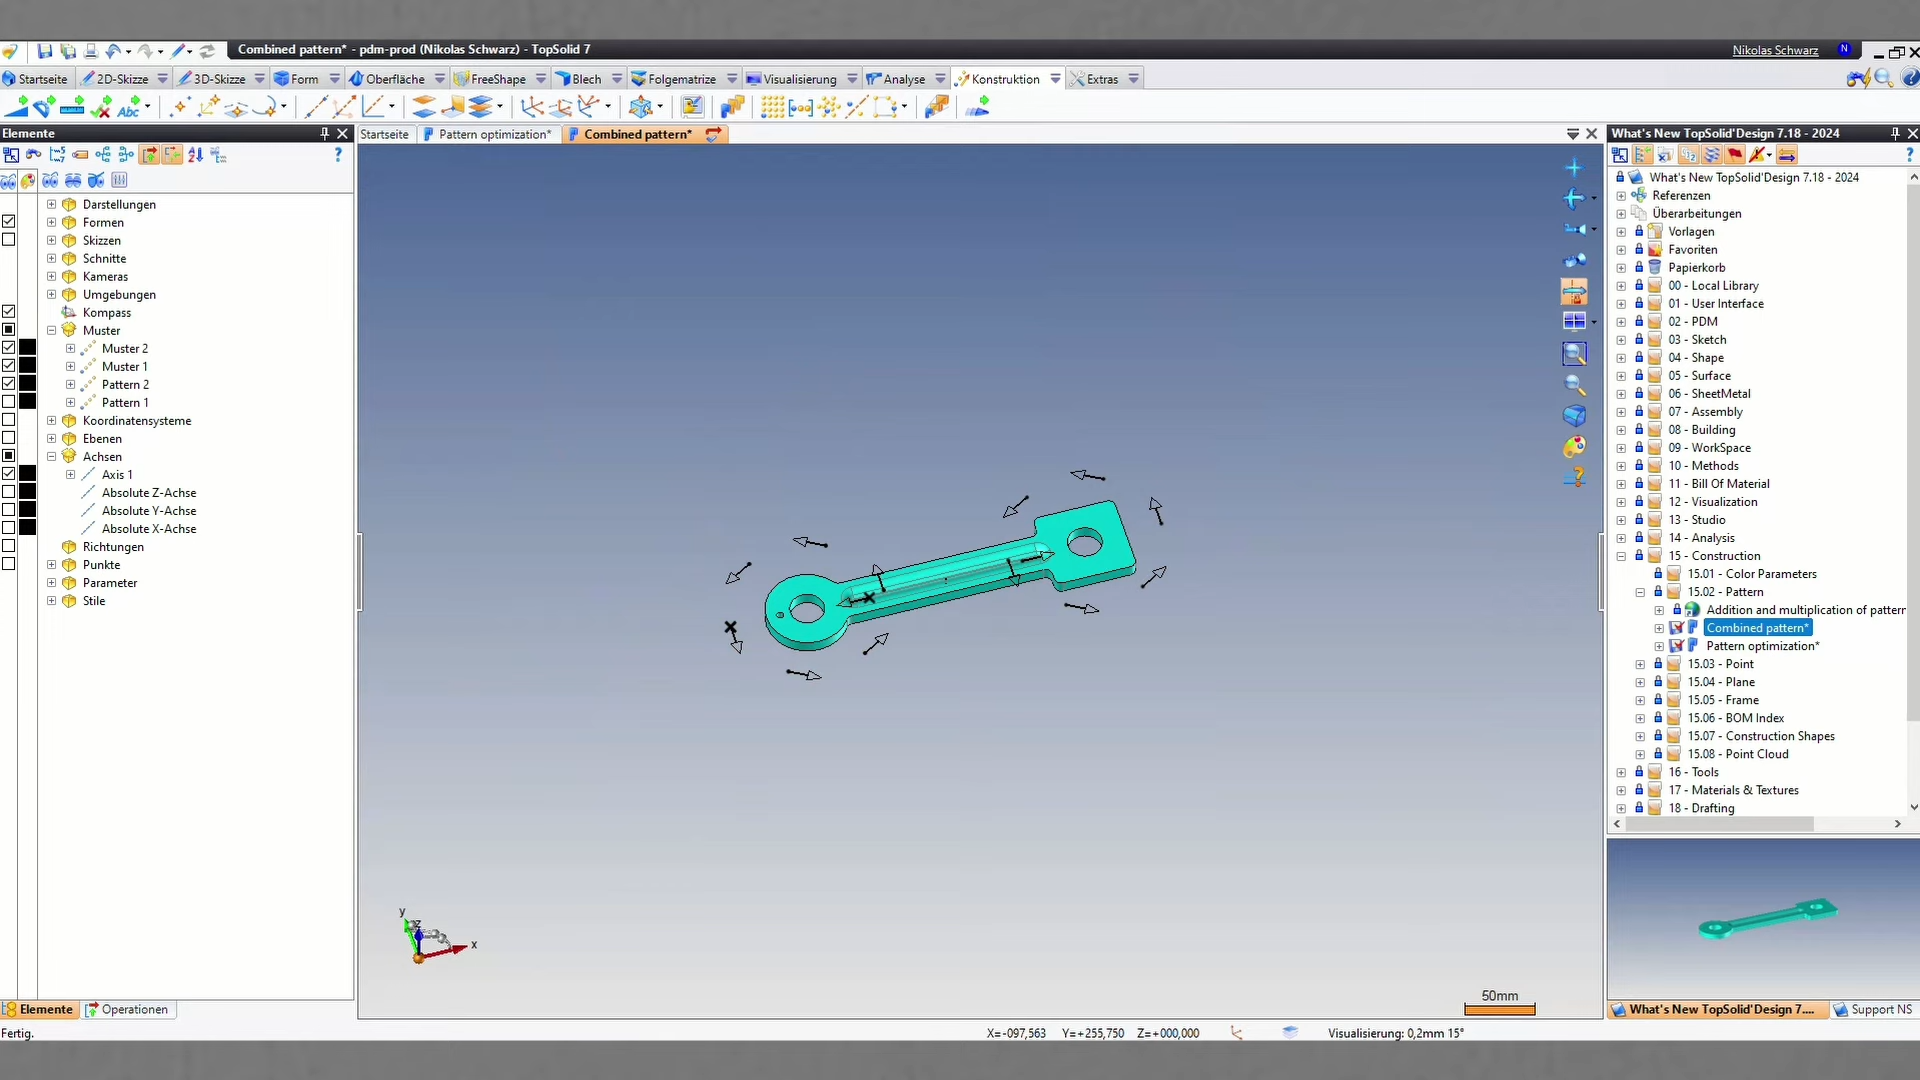 Combined pattern* - pdm-prod (Nikolas Schwarz) - TopSolid 7
Nikolas Schwarz
N
Startseite
2D-Skizze
3D-Skizze
Form
Oberfläche
FreeShape
Blech
Folgematrize
Visualisierung
Analyse
Konstruktion
Extras
Abc
Elemente
Startseite
Pattern optimization*
Combined pattern*
What's New TopSolid'Design 7.18 - 2024
Darstellungen
Formen
Skizzen
Schnitte
Kameras
Umgebungen
Kompass
Muster
Muster 2
Muster 1
Pattern 2
Pattern 1
Koordinatensysteme
Ebenen
Achsen
Axis 1
Absolute Z-Achse
Absolute Y-Achse
Absolute X-Achse
Richtungen
Punkte
Parameter
Stile
y
z
x
50mm
What's New TopSolid'Design 7.18 - 2024
Referenzen
Überarbeitungen
Vorlagen
Favoriten
Papierkorb
00 - Local Library
01 - User Interface
02 - PDM
03 - Sketch
04 - Shape
05 - Surface
06 - SheetMetal
07 - Assembly
08 - Building
09 - WorkSpace
10 - Methods
11 - Bill Of Material
12 - Visualization
13 - Studio
14 - Analysis
15 - Construction
15.01 - Color Parameters
15.02 - Pattern
Addition and multiplication of pattern
Combined pattern*
Pattern optimization*
15.03 - Point
15.04 - Plane
15.05 - Frame
15.06 - BOM Index
15.07 - Construction Shapes
15.08 - Point Cloud
16 - Tools
17 - Materials & Textures
18 - Drafting
Elemente
Operationen
What's New TopSolid'Design 7....
Support NS
Fertig.
X=-097,563 Y=+255,750 Z=+000,000
Visualisierung: 0,2mm 15°